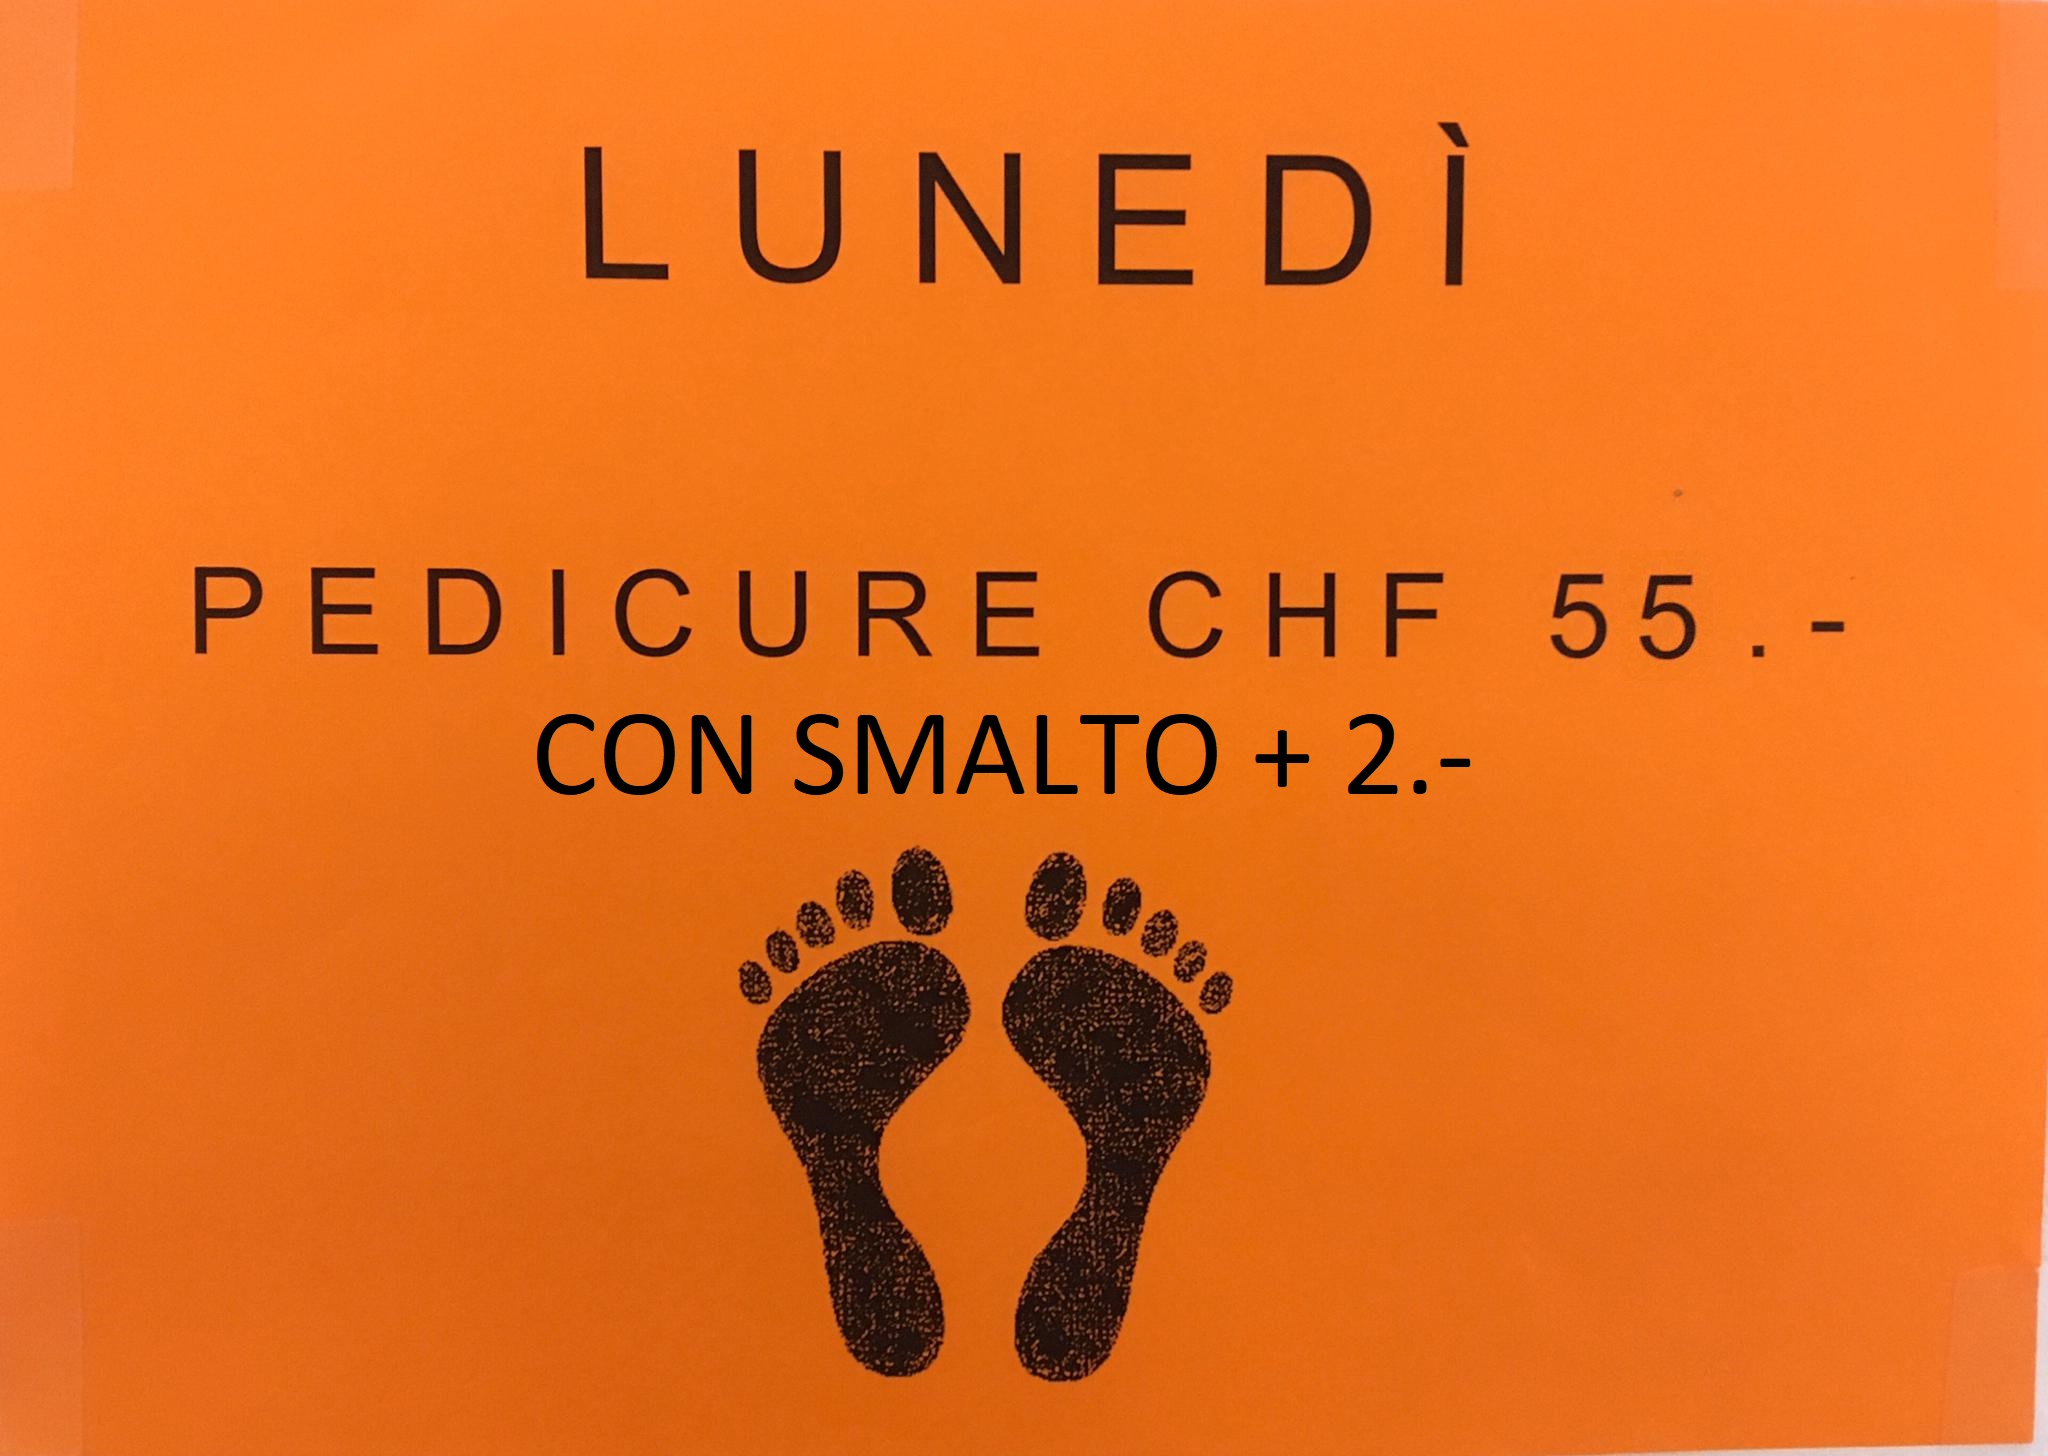 LUNEDÌ
PEDICURE CHF 55.-
CON SMALTO + 2.-